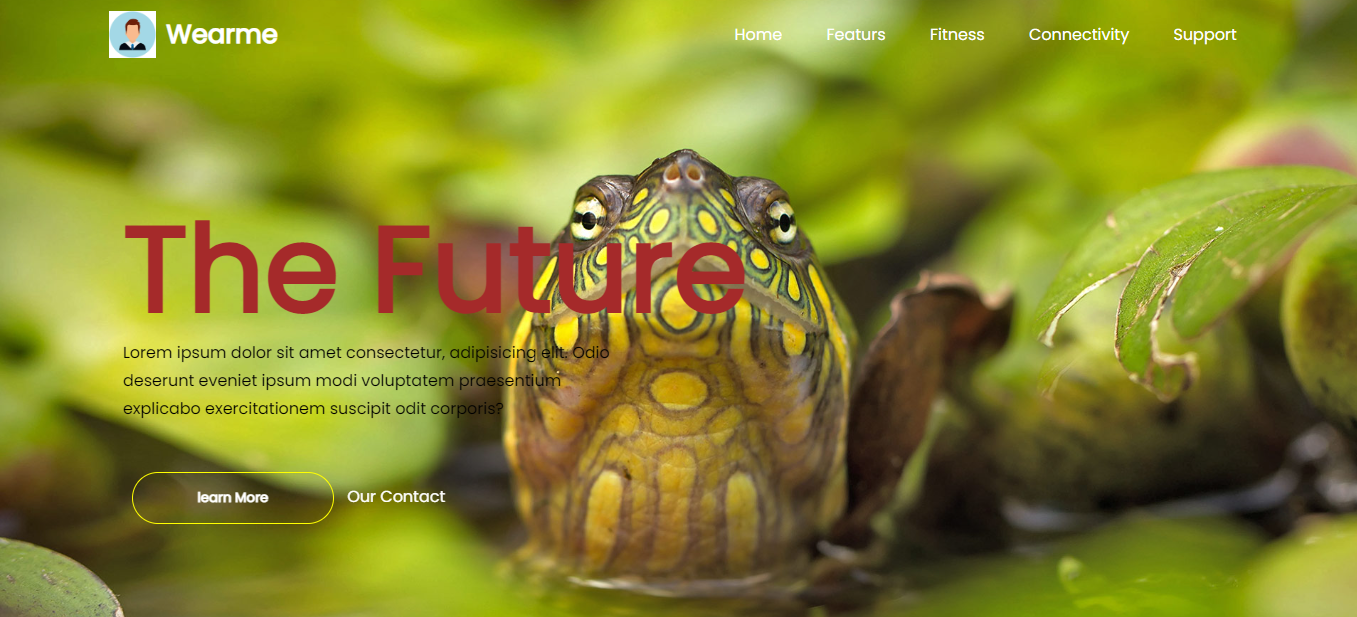 Wearme
Home Featurs Fitness Connectivity Support
The Future
Lorem ipsum dolor sit amet consectetur, adipisicing elit. Odio
deserunt eveniet ipsum modi voluptatem praesentium
explicabo exercitationem suscipit odit corporis?
learn More
Our Contact